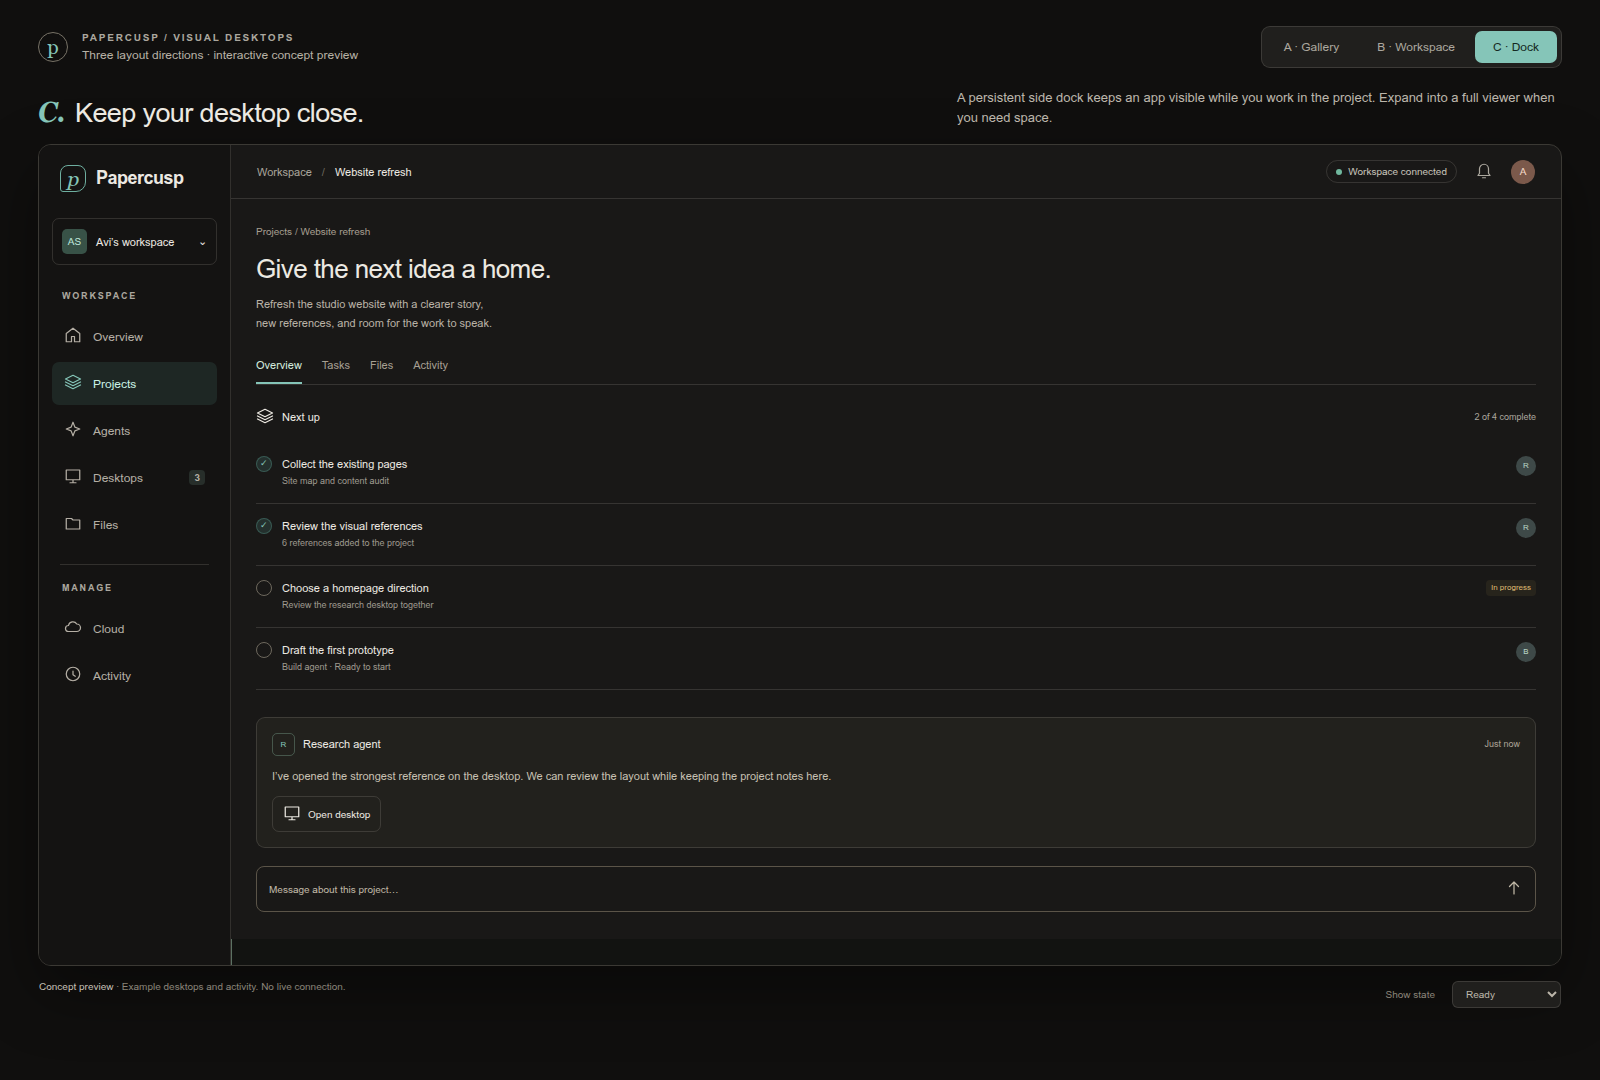 p
PAPERCUSP / VISUAL DESKTOPS
Three layout directions · interactive concept preview
A · Gallery
B · Workspace
C · Dock
C. Keep your desktop close.
A persistent side dock keeps an app visible while you work in the project. Expand into a full viewer when
you need space.
p Papercusp
AS Avi's workspace
WORKSPACE
Overview
Projects
Agents
Desktops 3
Files
MANAGE
Cloud
Activity
Workspace / Website refresh
Workspace connected
A
Projects / Website refresh
Give the next idea a home.
Refresh the studio website with a clearer story,
new references, and room for the work to speak.
Overview Tasks Files Activity
Next up
2 of 4 complete
Collect the existing pages
Site map and content audit
R
Review the visual references
6 references added to the project
R
Choose a homepage direction
Review the research desktop together
In progress
Draft the first prototype
Build agent · Ready to start
B
R Research agent
Just now
I've opened the strongest reference on the desktop. We can review the layout while keeping the project notes here.
Open desktop
Message about this project…
Concept preview · Example desktops and activity. No live connection.
Show state
Ready